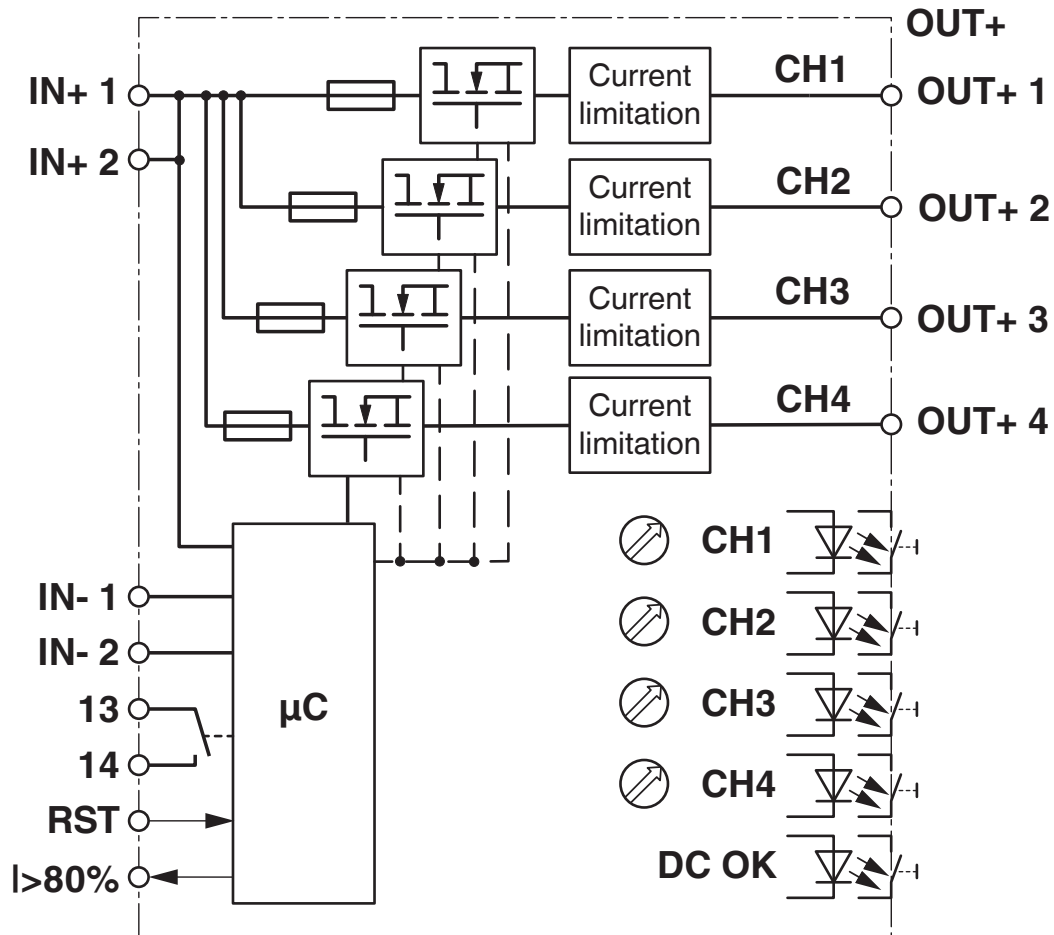 OUT+
IN+ 1
Current
limitation
CH1
OUT+ 1
IN+ 2
Current
limitation
CH2
OUT+ 2
Current
limitation
CH3
OUT+ 3
Current
limitation
CH4
OUT+ 4
IN- 1
IN- 2
13
14
RST
I>80%
µC
CH1
CH2
CH3
CH4
DC OK